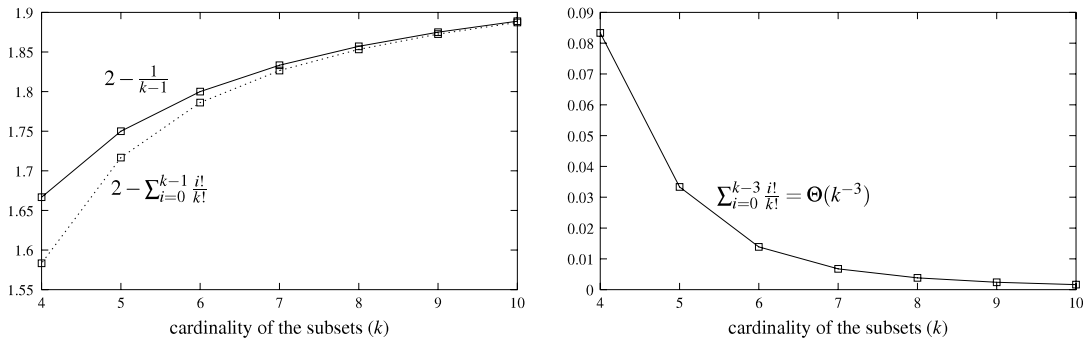 1.9
1.85
1.8
1.75
1.7
1.65
1.6
1.55
4 5 6 7 8 9 10
2 − \frac{1}{k−1}
2 − ∑_{i=0}^{k−1} \frac{i!}{k!}
cardinality of the subsets (k)
0.09
0.08
0.07
0.06
0.05
0.04
0.03
0.02
0.01
0
4 5 6 7 8 9 10
∑_{i=0}^{k−3} \frac{i!}{k!} = Θ(k^{−3})
cardinality of the subsets (k)